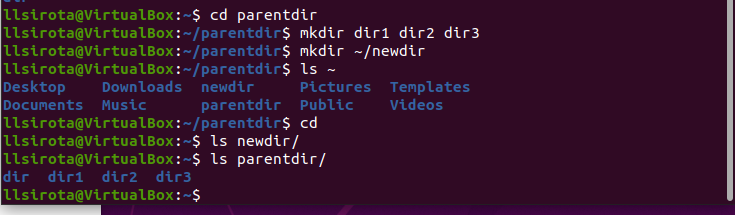 llsirota@VirtualBox:~$ cd parentdir
llsirota@VirtualBox:~/parentdir$ mkdir dir1 dir2 dir3
llsirota@VirtualBox:~/parentdir$ mkdir ~/newdir
llsirota@VirtualBox:~/parentdir$ ls ~
Desktop    Downloads  newdir     Pictures  Templates
Documents  Music      parentdir  Public    Videos
llsirota@VirtualBox:~/parentdir$ cd
llsirota@VirtualBox:~$ ls newdir/
llsirota@VirtualBox:~$ ls parentdir/
dir  dir1  dir2  dir3
llsirota@VirtualBox:~$